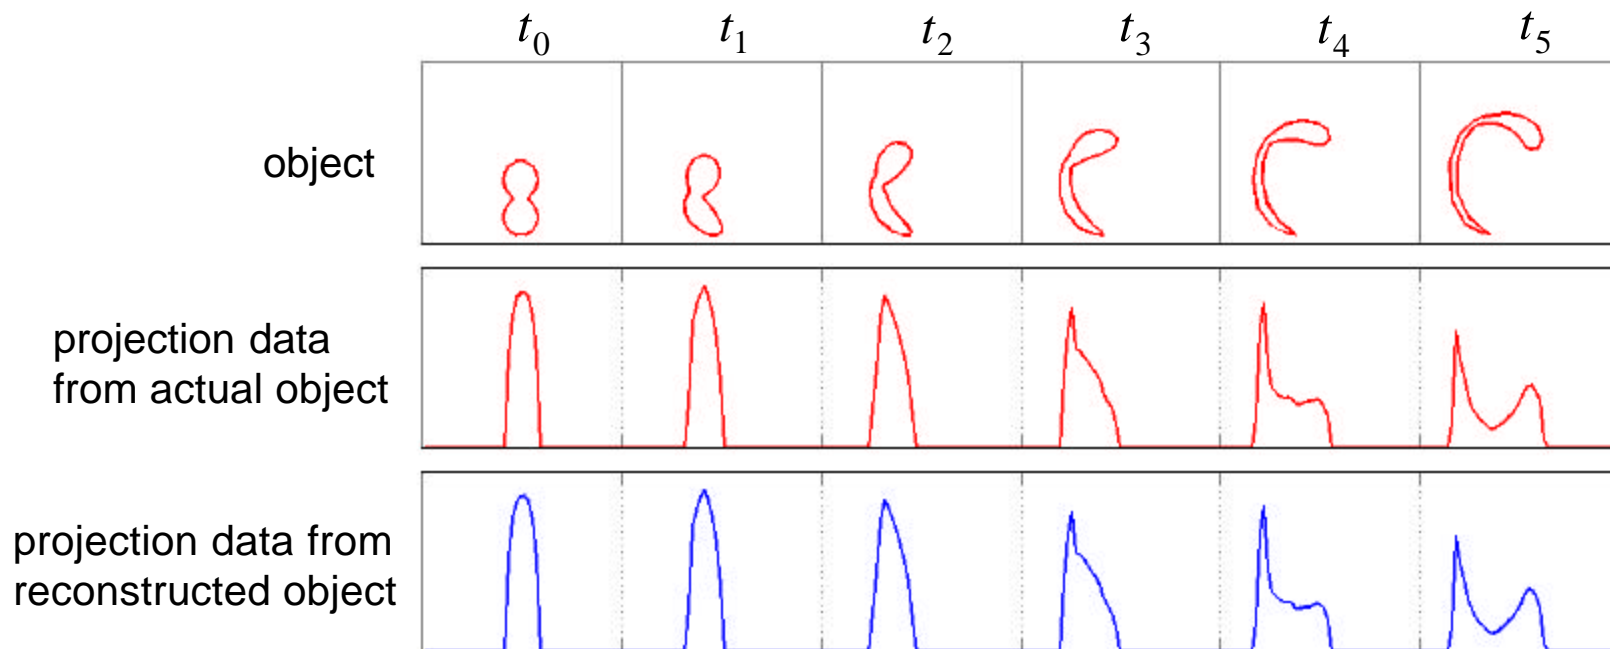 t0 t1 t2 t3 t4 t5
object
projection data
from actual object
projection data from
reconstructed object